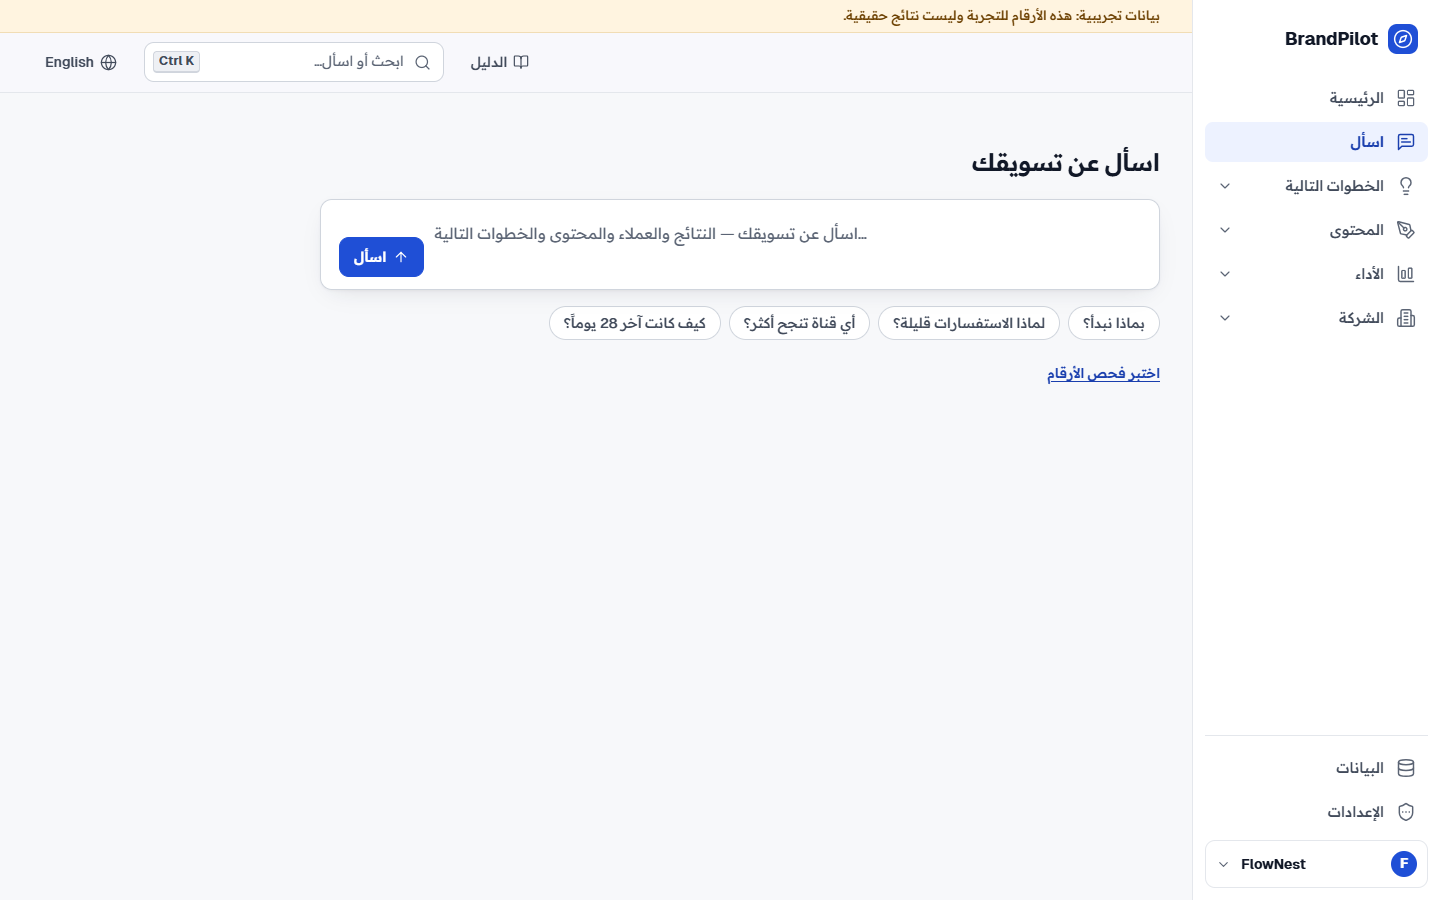 بيانات تجريبية: هذه الأرقام للتجربة وليست نتائج حقيقية.
BrandPilot
الدليل
ابحث أو اسأل...
Ctrl K
English
الرئيسية
اسأل
الخطوات التالية
المحتوى
الأداء
الشركة
البيانات
الإعدادات
F FlowNest
اسأل عن تسويقك
اسأل عن تسويقك — النتائج والعملاء والمحتوى والخطوات التالية...
اسأل
بماذا نبدأ؟
لماذا الاستفسارات قليلة؟
أي قناة تنجح أكثر؟
كيف كانت آخر 28 يوماً؟
اختبر فحص الأرقام